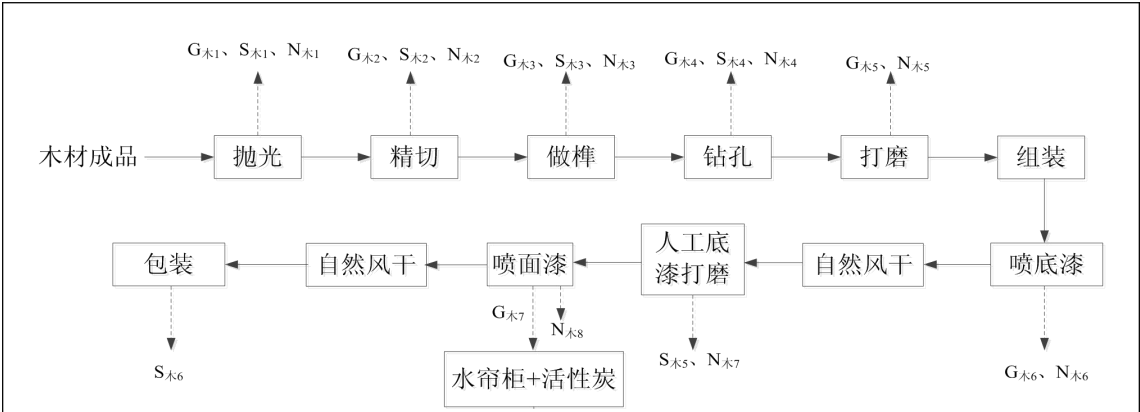 G木1、S木1、N木1
G木2、S木2、N木2
G木3、S木3、N木3
G木4、S木4、N木4
G木5、N木5
木材成品
抛光
精切
做榫
钻孔
打磨
组装
包装
自然风干
喷面漆
人工底
漆打磨
自然风干
喷底漆
G木7
N木8
S木6
S木5、N木7
G木6、N木6
水帘柜+活性炭